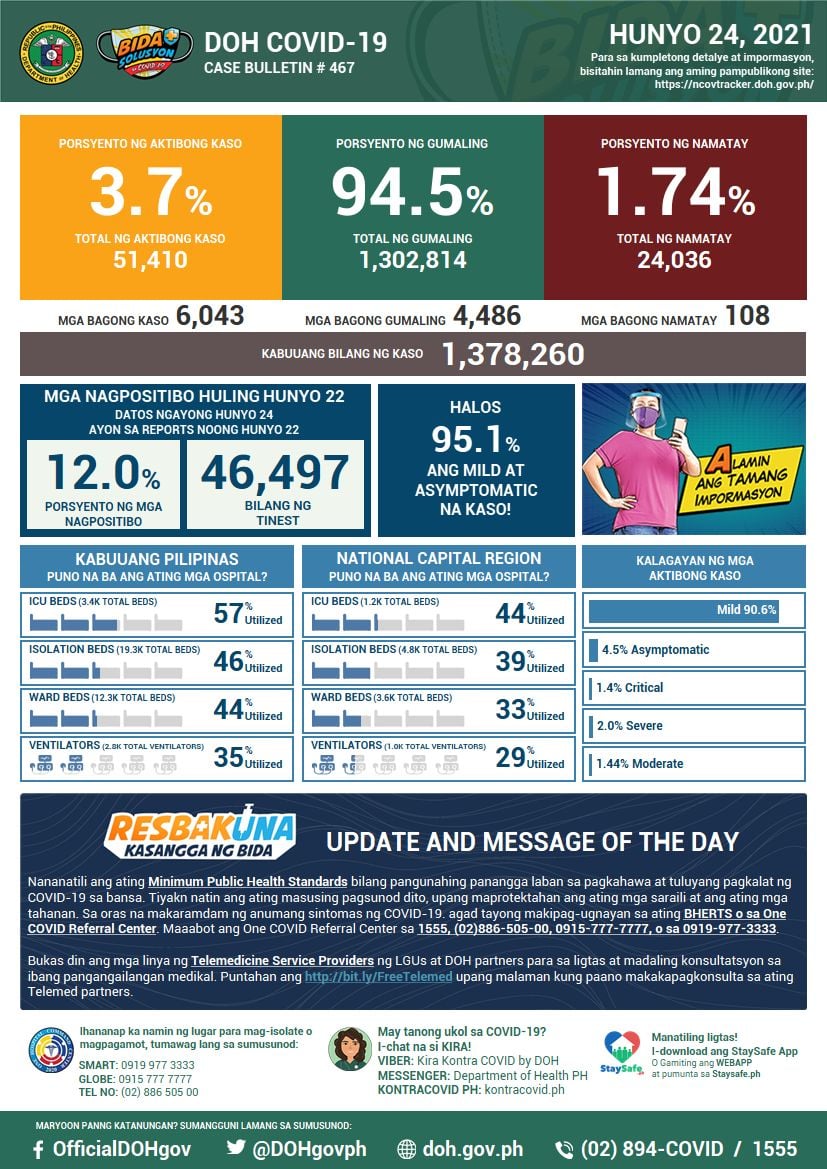 REPUBLIC OF THE PHILIPPINES
DEPARTMENT OF HEALTH
BIDA
SOLUSYON
DOH COVID-19
CASE BULLETIN # 467
HUNYO 24, 2021
Para sa kumpletong detalye at impormasyon,
bisitahin lamang ang aming pampublikong site:
https://ncovtracker.doh.gov.ph/
PORSYENTO NG AKTIBONG KASO
3.7%
TOTAL NG AKTIBONG KASO
51,410
PORSYENTO NG GUMALING
94.5%
TOTAL NG GUMALING
1,302,814
PORSYENTO NG NAMATAY
1.74%
TOTAL NG NAMATAY
24,036
MGA BAGONG KASO 6,043
MGA BAGONG GUMALING 4,486
MGA BAGONG NAMATAY 108
KABUUANG BILANG NG KASO 1,378,260
MGA NAGPOSITIBO HULING HUNYO 22
DATOS NGAYONG HUNYO 24
AYON SA REPORTS NOONG HUNYO 22
12.0%
PORSYENTO NG MGA
NAGPOSITIBO
46,497
BILANG NG
TINEST
HALOS
95.1%
ANG MILD AT
ASYMPTOMATIC
NA KASO!
ALAMIN
ANG TAMANG
IMPORMASYON
KABUUANG PILIPINAS
PUNO NA BA ANG ATING MGA OSPITAL?
ICU BEDS (3.4K TOTAL BEDS)
57% Utilized
ISOLATION BEDS (19.3K TOTAL BEDS)
46% Utilized
WARD BEDS (12.3K TOTAL BEDS)
44% Utilized
VENTILATORS (2.8K TOTAL VENTILATORS)
35% Utilized
NATIONAL CAPITAL REGION
PUNO NA BA ANG ATING MGA OSPITAL?
ICU BEDS (1.2K TOTAL BEDS)
44% Utilized
ISOLATION BEDS (4.8K TOTAL BEDS)
39% Utilized
WARD BEDS (3.6K TOTAL BEDS)
33% Utilized
VENTILATORS (1.0K TOTAL VENTILATORS)
29% Utilized
KALAGAYAN NG MGA
AKTIBONG KASO
Mild 90.6%
4.5% Asymptomatic
1.4% Critical
2.0% Severe
1.44% Moderate
RESBAKUNA
KASANGGA NG BIDA
UPDATE AND MESSAGE OF THE DAY
Nananatili ang ating Minimum Public Health Standards bilang pangunahing panangga laban sa pagkahawa at tuluyang pagkalat ng
COVID-19 sa bansa. Tiyakn natin ang ating masusing pagsunod dito, upang maprotektahan ang ating mga saraili at ang ating mga
tahanan. Sa oras na makaramdam ng anumang sintomas ng COVID-19. agad tayong makipag-ugnayan sa ating BHERTS o sa One
COVID Referral Center. Maaabot ang One COVID Referral Center sa 1555, (02)886-505-00, 0915-777-7777, o sa 0919-977-3333.
Bukas din ang mga linya ng Telemedicine Service Providers ng LGUs at DOH partners para sa ligtas at madaling konsultatsyon sa
ibang pangangailangan medikal. Puntahan ang http://bit.ly/FreeTelemed upang malaman kung paano makakapagkonsulta sa ating
Telemed partners.
Ihananap ka namin ng lugar para mag-isolate o
magpagamot, tumawag lang sa sumusunod:
SMART: 0919 977 3333
GLOBE: 0915 777 7777
TEL NO: (02) 886 505 00
May tanong ukol sa COVID-19?
I-chat na si KIRA!
VIBER: Kira Kontra COVID by DOH
MESSENGER: Department of Health PH
KONTRACOVID PH: kontracovid.ph
StaySafe
Manatiling ligtas!
I-download ang StaySafe App
O Gamiting ang WEBAPP
at pumunta sa Staysafe.ph
MARYOON PANNG KATANUNGAN? SUMANGGUNI LAMANG SA SUMUSUNOD:
OfficialDOHgov
@DOHgovph
doh.gov.ph
(02) 894-COVID / 1555